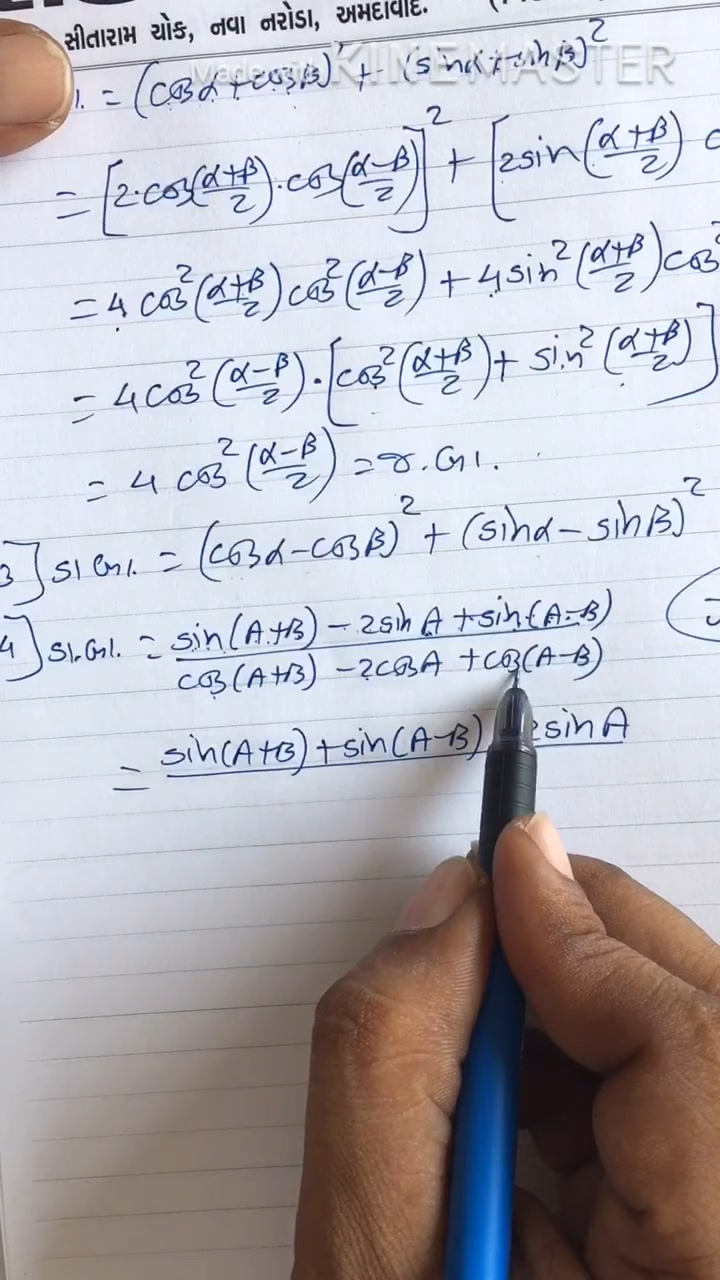 સીતારામ ચોક, નવા નરોડા, અમદાવાદ.
KINEMASTER
1. = (cosα + cosβ)² + (sinα + sinβ)²
= [2·cos(α+β/2)·cos(α-β/2)]² + [2sin(α+β/2)
= 4cos²(α+β/2)cos²(α-β/2) + 4sin²(α+β/2)cos²
= 4cos²(α-β/2)·[cos²(α+β/2) + sin²(α+β/2)]
= 4cos²(α-β/2) = જ.બા.
3] ડા.બા. = (cosα - cosβ)² + (sinα - sinβ)²
4] ડા.બા. = sin(A+B) - 2sinA + sin(A-B)
cos(A+B) - 2cosA + cos(A-B)
= sin(A+B) + sin(A-B) 2sinA